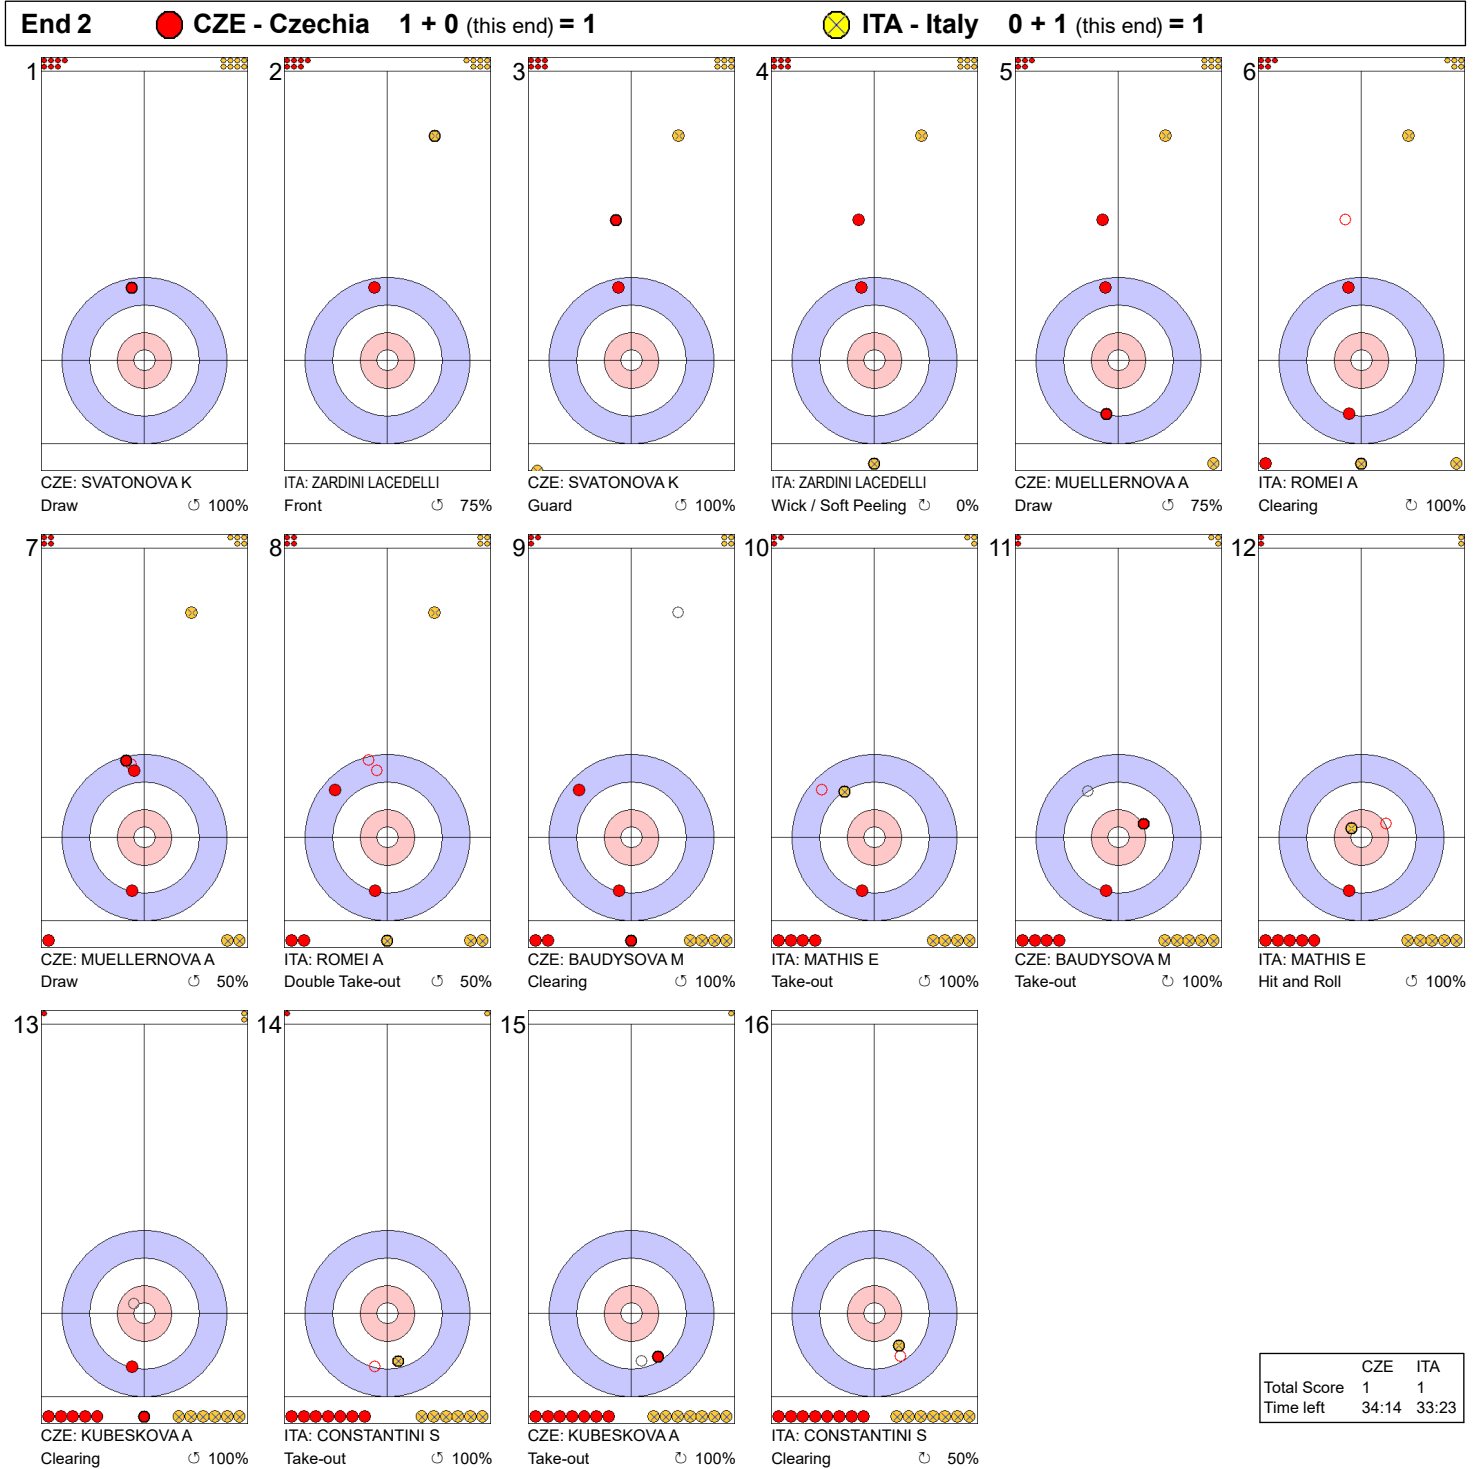 End 2 CZE - Czechia 1 + 0 (this end) = 1 ITA - Italy 0 + 1 (this end) = 1
1
CZE: SVATONOVA K
Draw 100%
2
ITA: ZARDINI LACEDELLI
Front 75%
3
CZE: SVATONOVA K
Guard 100%
4
ITA: ZARDINI LACEDELLI
Wick / Soft Peeling 0%
5
CZE: MUELLERNOVA A
Draw 75%
6
ITA: ROMEI A
Clearing 100%
7
CZE: MUELLERNOVA A
Draw 50%
8
ITA: ROMEI A
Double Take-out 50%
9
CZE: BAUDYSOVA M
Clearing 100%
10
ITA: MATHIS E
Take-out 100%
11
CZE: BAUDYSOVA M
Take-out 100%
12
ITA: MATHIS E
Hit and Roll 100%
13
CZE: KUBESKOVA A
Clearing 100%
14
ITA: CONSTANTINI S
Take-out 100%
15
CZE: KUBESKOVA A
Take-out 100%
16
ITA: CONSTANTINI S
Clearing 50%
CZE ITA
Total Score 1 1
Time left 34:14 33:23